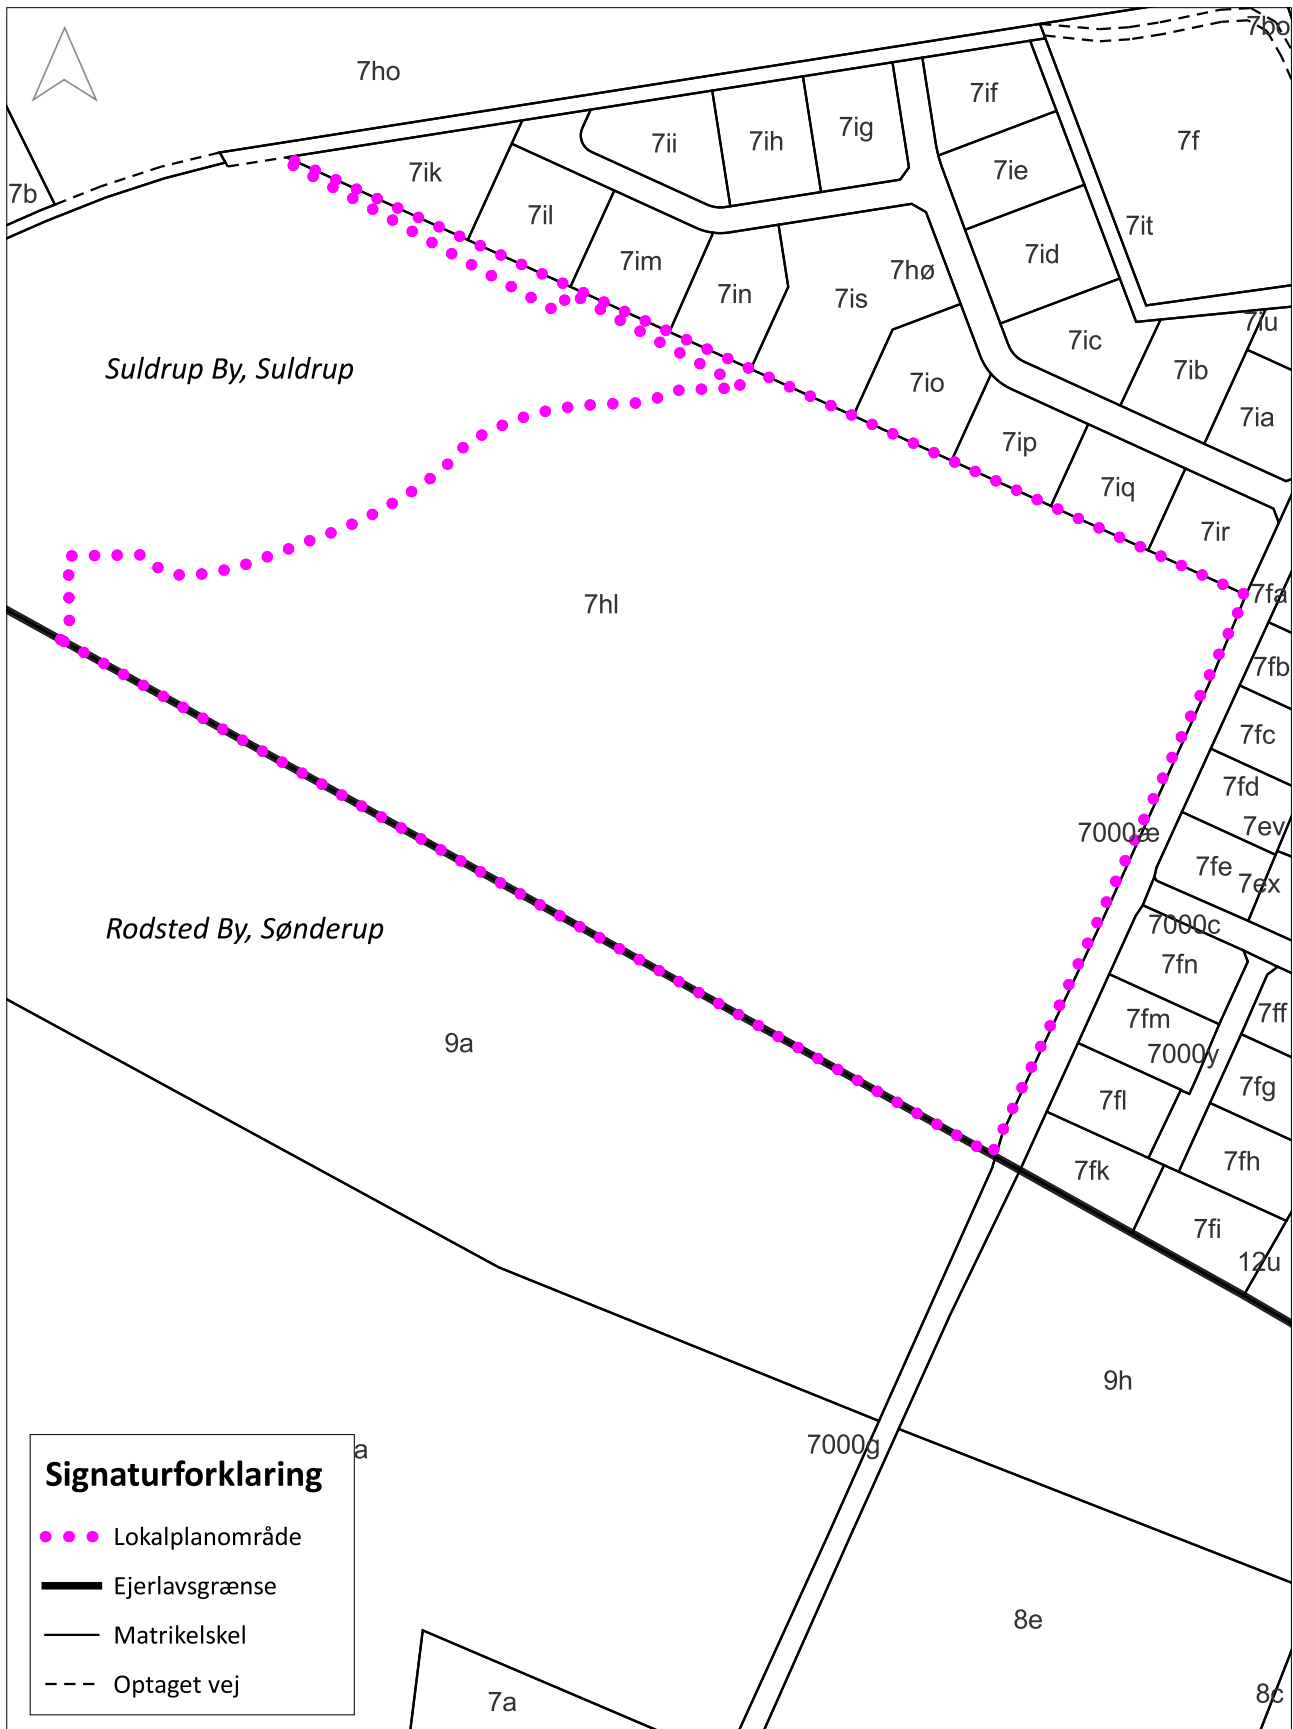 7bo
7ho
7if
7ii
7ih
7ig
7f
7ie
7ik
7b
7il
7it
7id
7im
7hø
7in
7is
7iu
7ic
Suldrup By, Suldrup
7ib
7io
7ia
7ip
7iq
7ir
7fa
7hl
7fb
7fc
7fd
7ev
7000æ
7fe
7ex
7000c
Rodsted By, Sønderup
7fn
7ff
7fm
9a
7000y
7fg
7fl
7fh
7fk
7fi
12u
9h
7000g
a
Signaturforklaring
Lokalplanområde
Ejerlavsgrænse
Matrikelskel
Optaget vej
8e
8c
7a